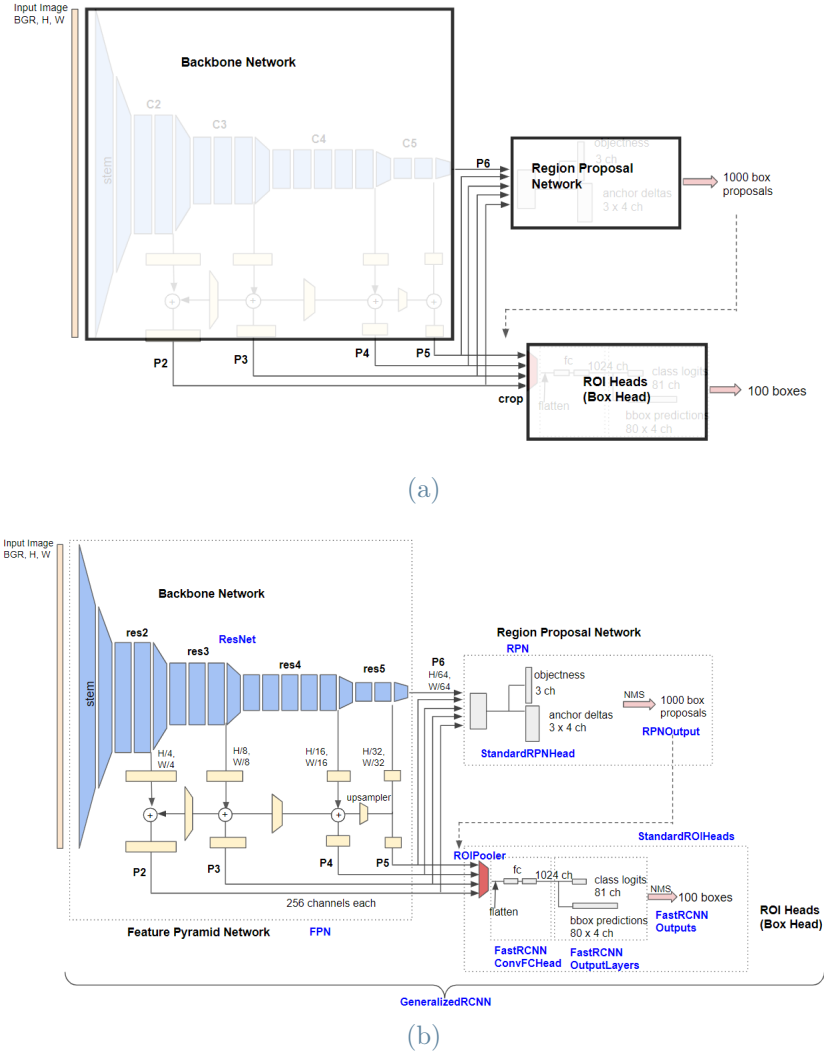 Input Image
BGR, H, W
Backbone Network
C2
C3
C4
C5
stem
P6
objectness
3 ch
Region Proposal
Network
anchor deltas
3 x 4 ch
1000 box
proposals
P2
P3
P4
P5
crop
fc
1024 ch
class logits
81 ch
ROI Heads
(Box Head)
flatten
bbox predictions
80 x 4 ch
100 boxes
(a)
Input Image
BGR, H, W
Backbone Network
res2
ResNet
res3
res4
res5
stem
P6
H/64,
W/64
Region Proposal Network
RPN
objectness
3 ch
anchor deltas
3 x 4 ch
NMS
1000 box
proposals
StandardRPNHead
RPNOutput
H/4,
W/4
H/8,
W/8
H/16,
W/16
H/32,
W/32
upsampler
StandardROIHeads
P2
P3
P4
P5
ROIPooler
fc
1024 ch
class logits
81 ch
NMS
100 boxes
256 channels each
flatten
bbox predictions
80 x 4 ch
FastRCNN
Outputs
ROI Heads
(Box Head)
Feature Pyramid Network
FPN
FastRCNN
ConvFCHead
FastRCNN
OutputLayers
GeneralizedRCNN
(b)